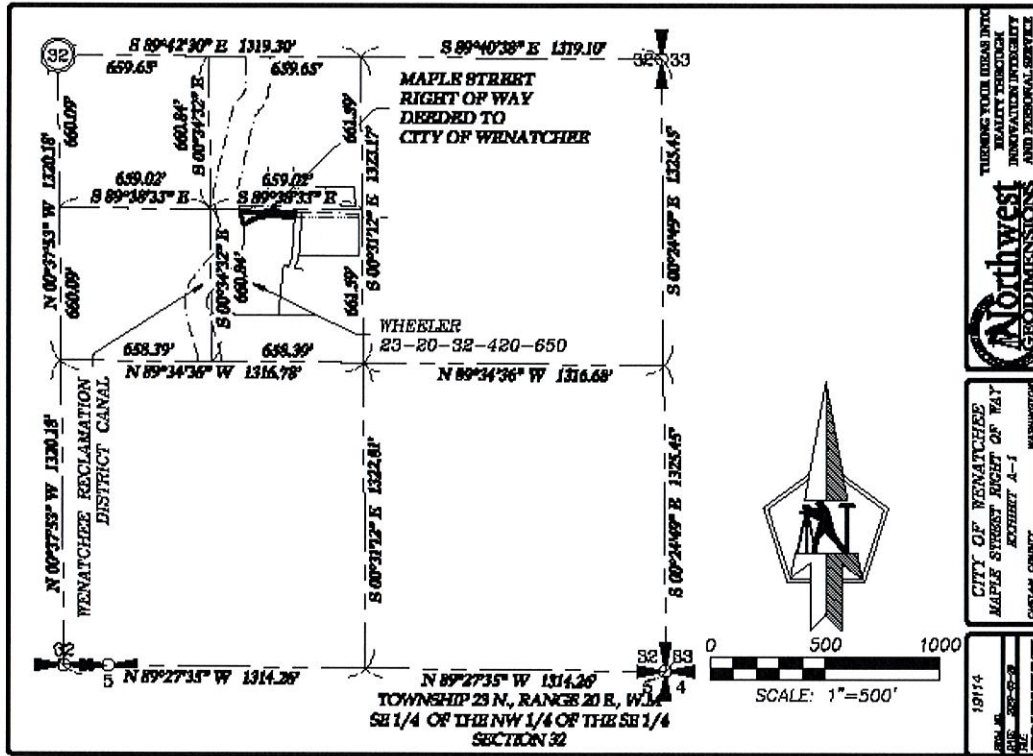 32
S 89°42'30" E 1319.30'
659.65'
659.65'
S 89°40'38" E 1319.10'
32 33
MAPLE STREET
RIGHT OF WAY
DEEDED TO
CITY OF WENATCHEE
660.09'
N 00°37'53" W 1320.18'
660.09'
660.84'
S 00°34'32" E
661.59'
S 00°31'12" E 1323.17'
661.59'
S 00°24'49" E 1325.45'
659.02'
S 89°38'33" E
659.02'
S 89°38'33" E
S 00°34'32" E
660.84'
WHEELER
23-20-32-420-650
658.39'
658.39'
N 89°34'36" W 1316.78'
N 89°34'36" W 1316.68'
WENATCHEE RECLAMATION
DISTRICT CANAL
N 00°37'53" W 1320.18'
S 00°24'49" E 1325.45'
32
5
N 89°27'35" W 1314.26'
N 89°27'35" W 1314.26'
4
TOWNSHIP 23 N., RANGE 20 E., W.M.
SE 1/4 OF THE NW 1/4 OF THE SE 1/4
SECTION 32
0 500 1000
SCALE: 1"=500'
TURNING YOUR IDEAS INTO
REALITY THROUGH
INNOVATION INTEGRITY
AND PERSONAL SERVICE
Northwest
GEODIMENSIONS
CITY OF WENATCHEE
MAPLE STREET RIGHT OF WAY
EXHIBIT A-1
CHELAN COUNTY WASHINGTON
19114